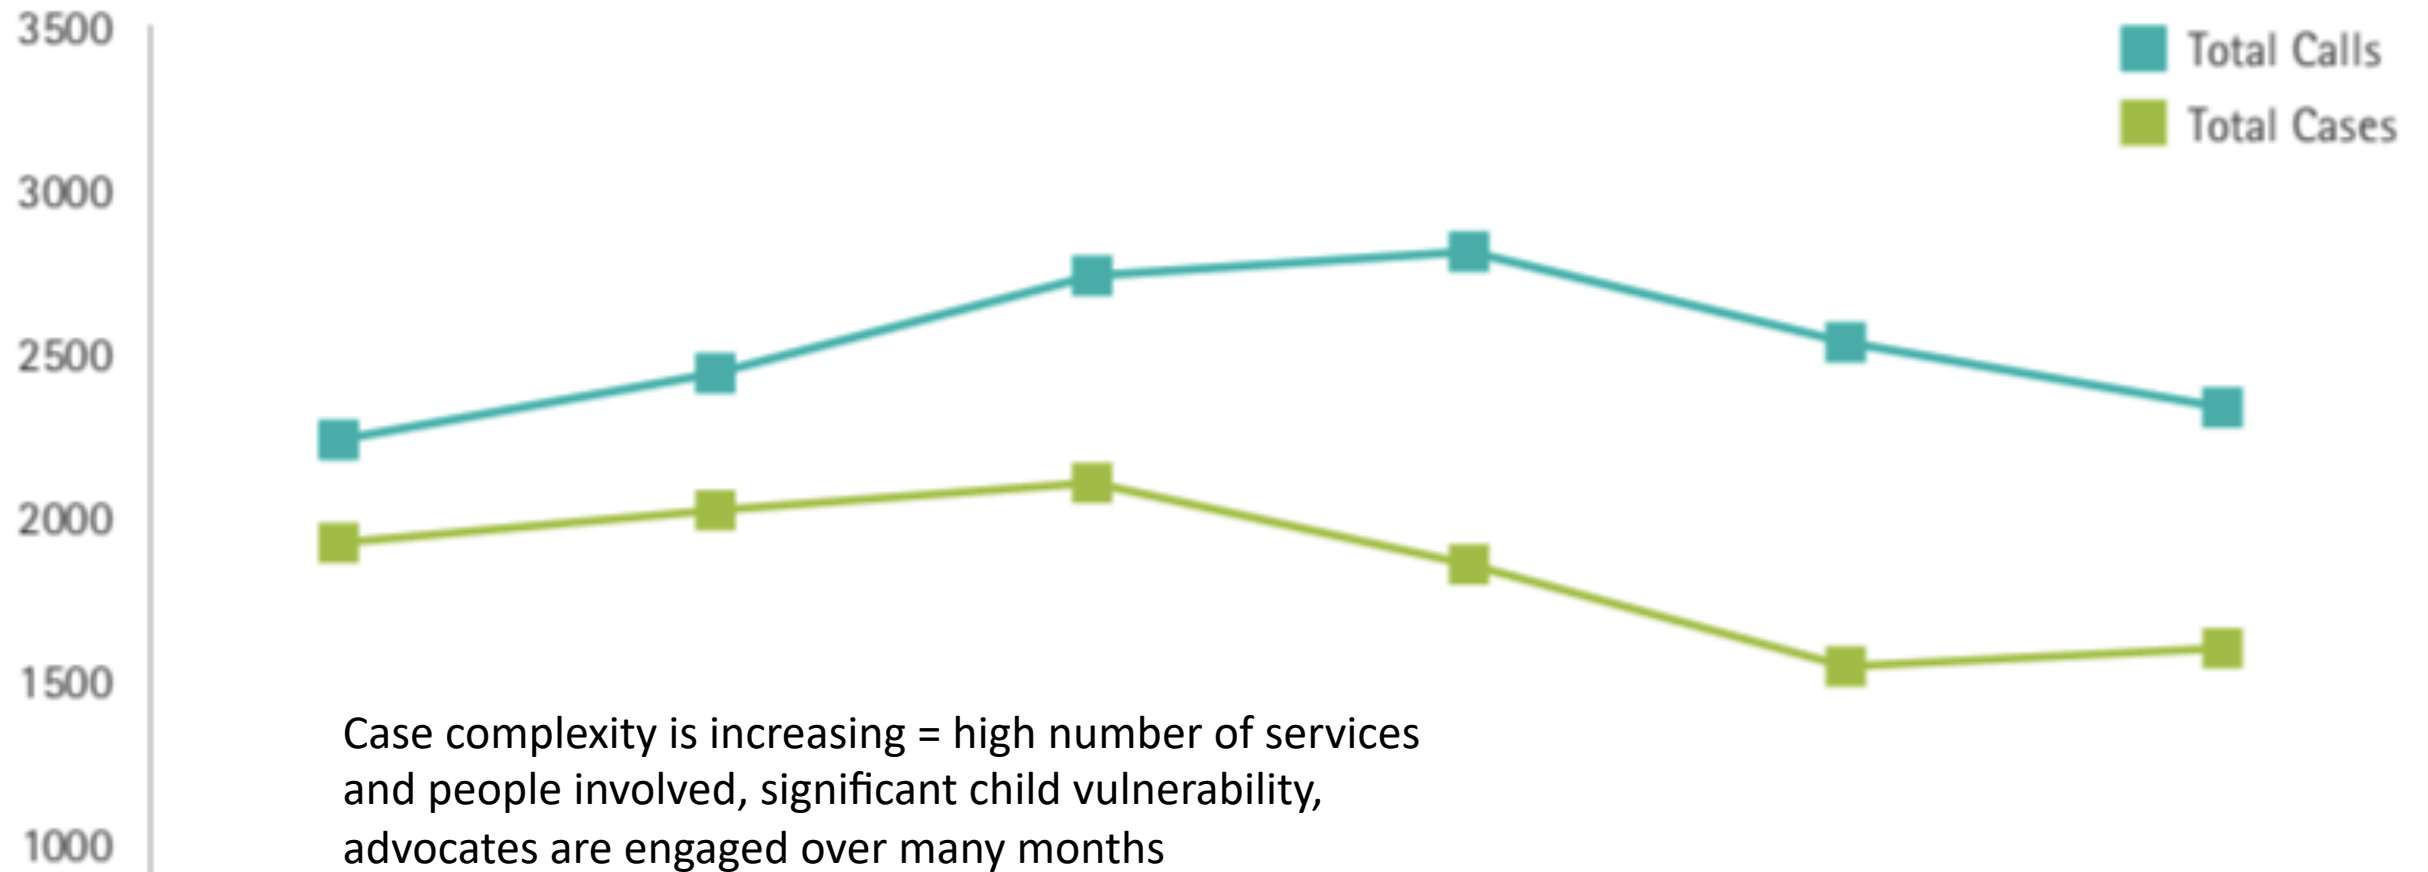 3500
Total Calls
Total Cases
3000
2500
2000
1500
Case complexity is increasing = high number of services
and people involved, significant child vulnerability,
advocates are engaged over many months
1000